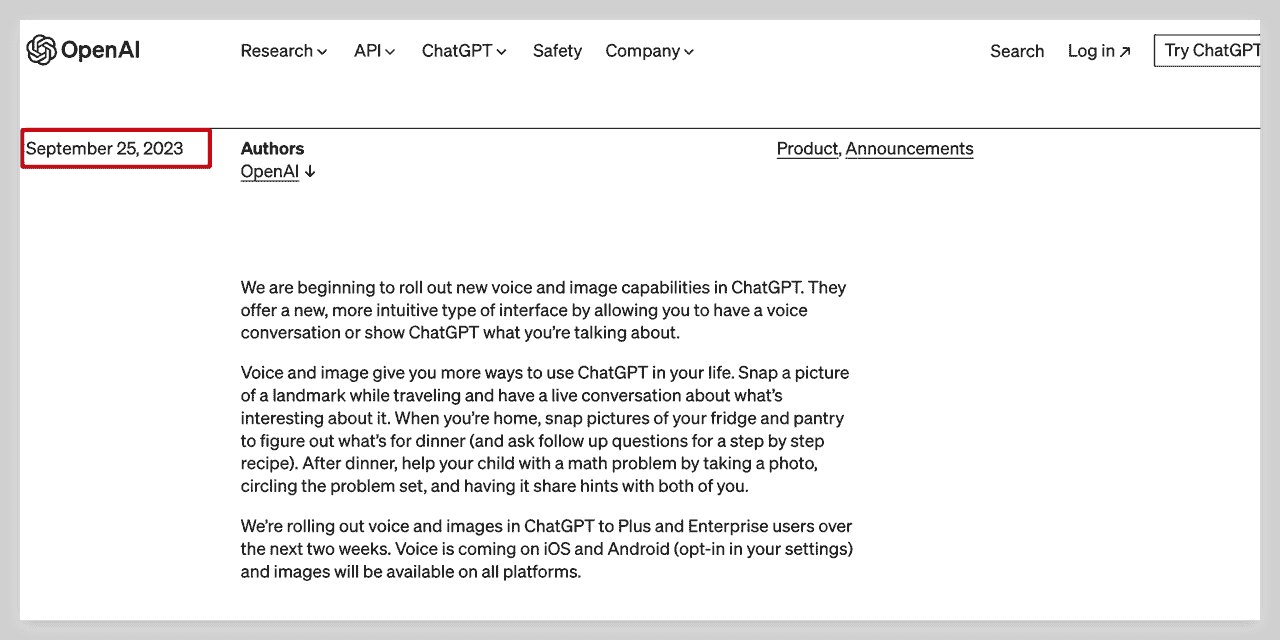 OpenAI Research API ChatGPT Safety Company Search Log in ↗ Try ChatGPT
September 25, 2023
Authors
OpenAI ↓
Product, Announcements
We are beginning to roll out new voice and image capabilities in ChatGPT. They
offer a new, more intuitive type of interface by allowing you to have a voice
conversation or show ChatGPT what you’re talking about.
Voice and image give you more ways to use ChatGPT in your life. Snap a picture
of a landmark while traveling and have a live conversation about what’s
interesting about it. When you’re home, snap pictures of your fridge and pantry
to figure out what’s for dinner (and ask follow up questions for a step by step
recipe). After dinner, help your child with a math problem by taking a photo,
circling the problem set, and having it share hints with both of you.
We’re rolling out voice and images in ChatGPT to Plus and Enterprise users over
the next two weeks. Voice is coming on iOS and Android (opt-in in your settings)
and images will be available on all platforms.